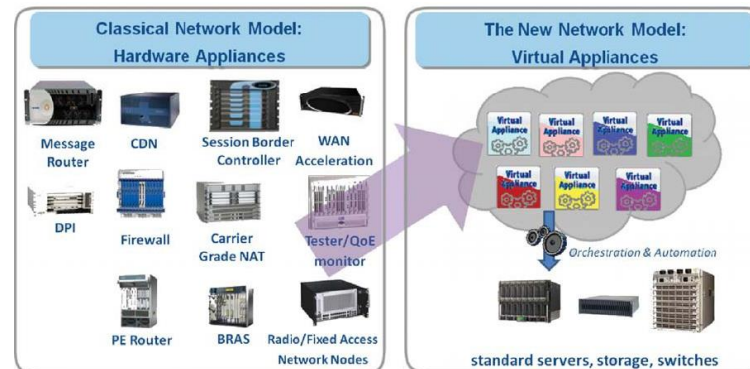 Classical Network Model:
Hardware Appliances
Message
Router
CDN
Session Border
Controller
WAN
Acceleration
DPI
Firewall
Carrier
Grade NAT
Tester/QoE
monitor
PE Router
BRAS
Radio/Fixed Access
Network Nodes
The New Network Model:
Virtual Appliances
Virtual
Appliance
Virtual
Appliance
Virtual
Appliance
Virtual
Appliance
Virtual
Appliance
Virtual
Appliance
Virtual
Appliance
Orchestration & Automation
standard servers, storage, switches